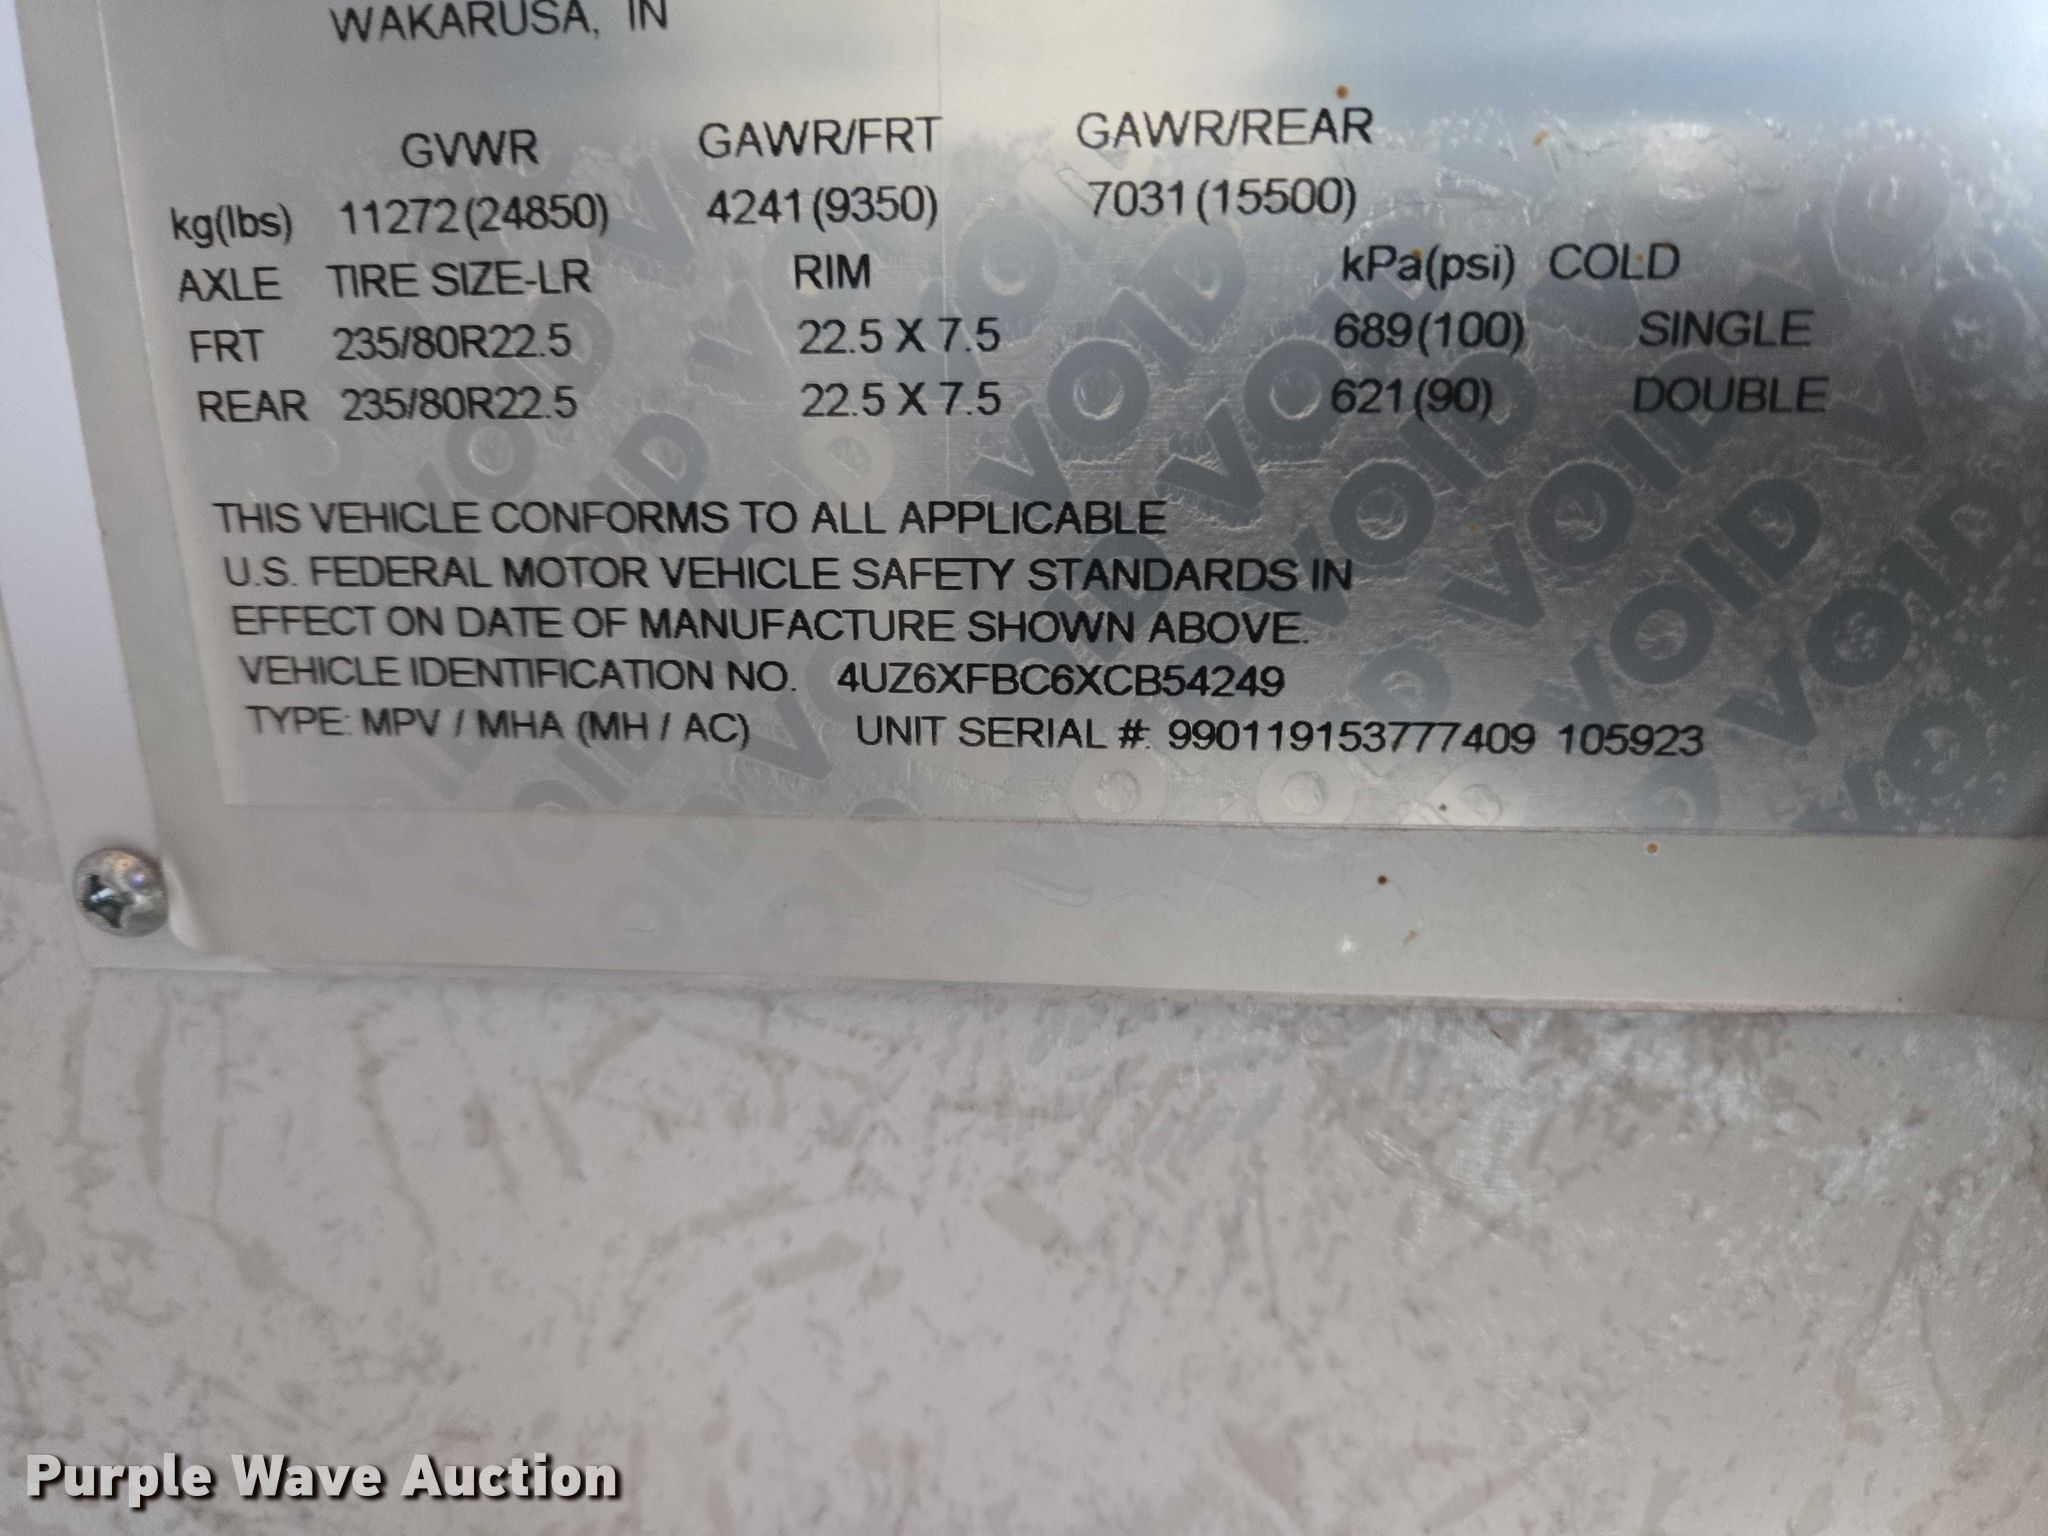 WAKARUSA, IN
GVWR GAWR/FRT GAWR/REAR
kg(lbs) 11272(24850) 4241(9350) 7031(15500)
AXLE TIRE SIZE-LR RIM kPa(psi) COLD
FRT 235/80R22.5 22.5 X 7.5 689(100) SINGLE
REAR 235/80R22.5 22.5 X 7.5 621(90) DOUBLE
THIS VEHICLE CONFORMS TO ALL APPLICABLE
U.S. FEDERAL MOTOR VEHICLE SAFETY STANDARDS IN
EFFECT ON DATE OF MANUFACTURE SHOWN ABOVE.
VEHICLE IDENTIFICATION NO. 4UZ6XFBC6XCB54249
TYPE: MPV / MHA (MH / AC) UNIT SERIAL #: 990119153777409 105923
Purple Wave Auction